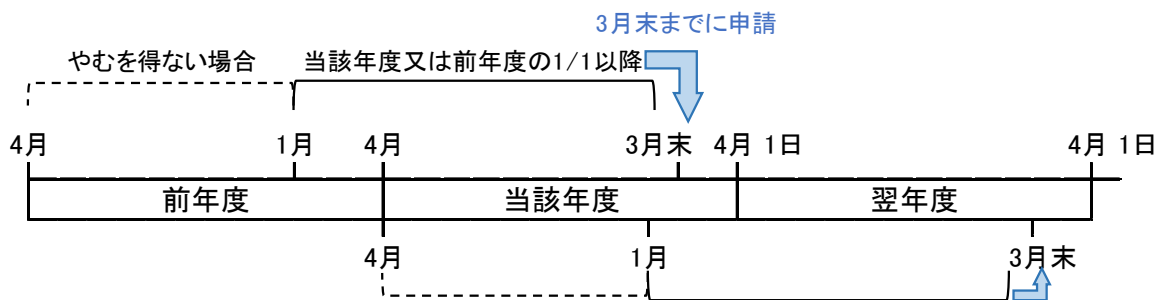 3月末までに申請
やむを得ない場合 当該年度又は前年度の1/1以降
4月 1月 4月 3月末 4月 1日 4月 1日
前年度 当該年度 翌年度
4月 1月 3月末